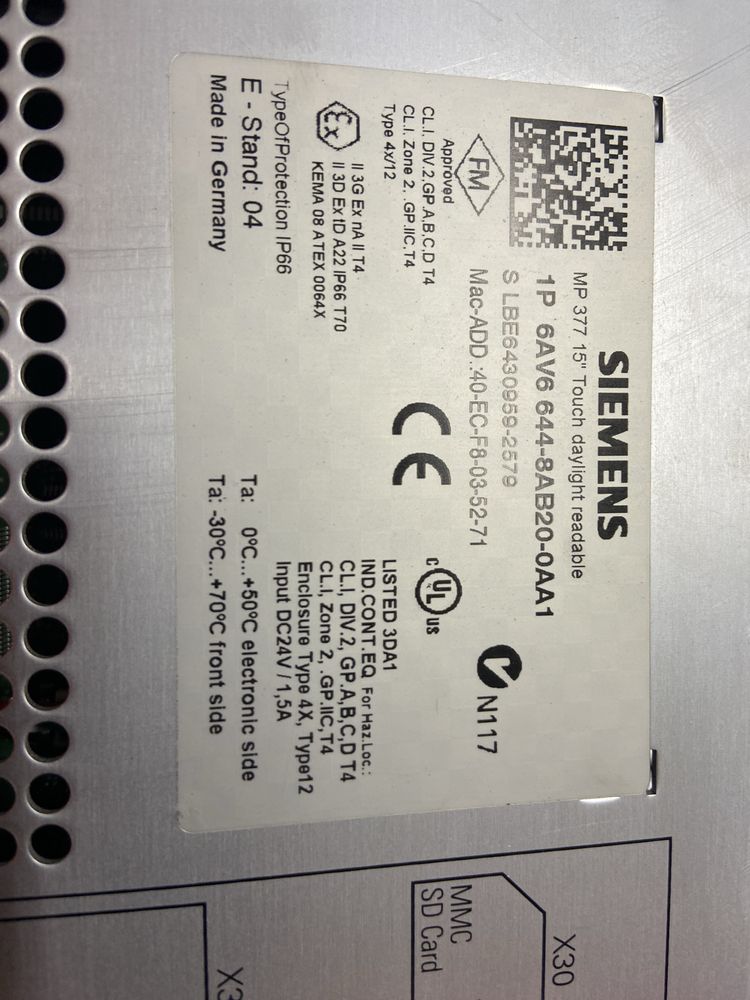 SIEMENS
MP 377 15" Touch daylight readable
1P 6AV6 644-8AB20-0AA1
S LBE6430959-2579
Mac-ADD.:40-EC-F8-03-52-71
N117
FM
Approved
CL.I, DIV.2,GP.A,B,C,D T4
CL.I, Zone 2, .GP.IIC,T4
Type 4x/12
CE
C UL US
LISTED 3DA1
IND.CONT.EQ For Haz.Loc.:
CL.I, DIV.2, GP.A,B,C,D T4
CL.I, Zone 2, .GP.IIC,T4
Enclosure Type 4X, Type12
Input DC24V / 1,5A
Ex
II 3G Ex nA II T4
II 3D Ex tD A22 IP66 T70
KEMA 08 ATEX 0064X
TypeOfProtection IP66
E - Stand: 04
Made in Germany
Ta: 0°C...+50°C electronic side
Ta: -30°C...+70°C front side
X30
MMC
SD Card